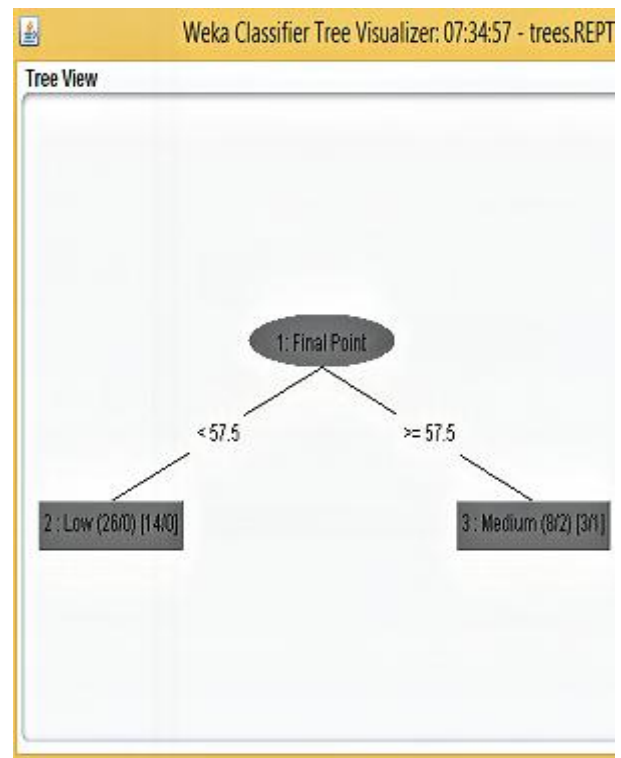 Weka Classifier Tree Visualizer: 07:34:57 - trees.REPT
Tree View
1: Final Point
< 57.5
>= 57.5
2 : Low (26/0) [14/0]
3 : Medium (8/2) [3/1]